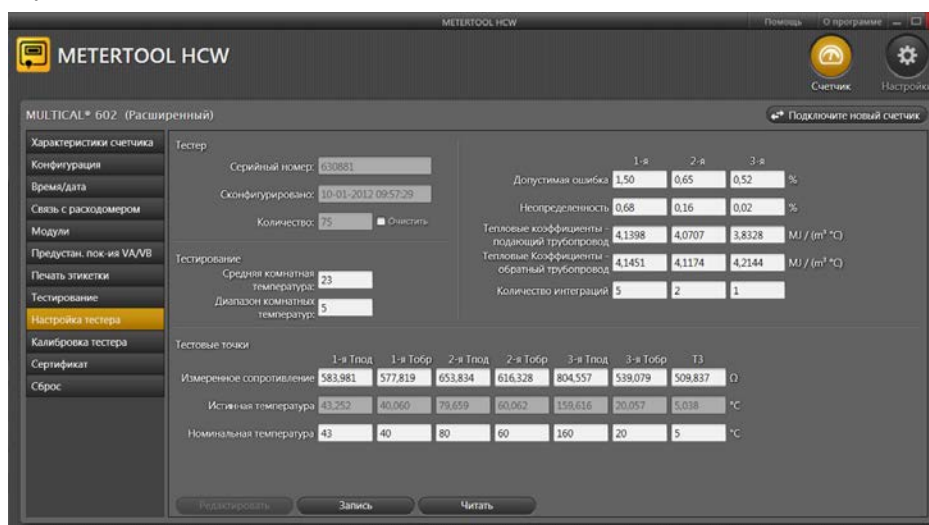 METERTOOL HCW
Помощь О программе
METERTOOL HCW
Счетчик Настройки
MULTICAL® 602 (Расширенный)
Подключите новый счетчик
Характеристики счетчика
Конфигурация
Время/дата
Связь с расходомером
Модули
Предустан. пок-ия VA/VB
Печать этикетки
Тестирование
Настройка тестера
Калибровка тестера
Сертификат
Сброс
Тестер
Серийный номер: 630881
Сконфигурировано: 10-01-2012 09:57:29
Количество: 75 Очистить
Тестирование
Средняя комнатная температура: 23
Диапазон комнатных температур: 5
1-я 2-я 3-я
Допустимая ошибка 1,50 0,65 0,52 %
Неопределенность 0,68 0,16 0,02 %
Тепловые коэффициенты - подающий трубопровод 4,1398 4,0707 3,8328 MJ / (m³ °C)
Тепловые Коэффициенты - обратный трубопровод 4,1451 4,1174 4,2144 MJ / (m³ °C)
Количество интеграций 5 2 1
Тестовые точки
1-я Тпод 1-я Тобр 2-я Тпод 2-я Тобр 3-я Тпод 3-я Тобр Т3
Измеренное сопротивление 583,981 577,819 653,834 616,328 804,557 539,079 509,837 Ω
Истинная температура 43,252 40,060 79,659 60,062 159,616 20,057 5,038 °C
Номинальная температура 43 40 80 60 160 20 5 °C
Редактировать Запись Читать